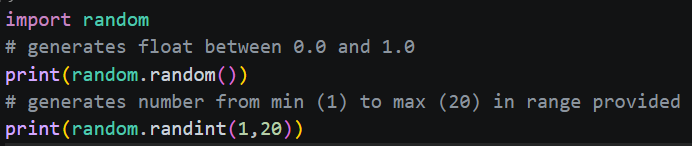 import random
# generates float between 0.0 and 1.0
print(random.random())
# generates number from min (1) to max (20) in range provided
print(random.randint(1,20))